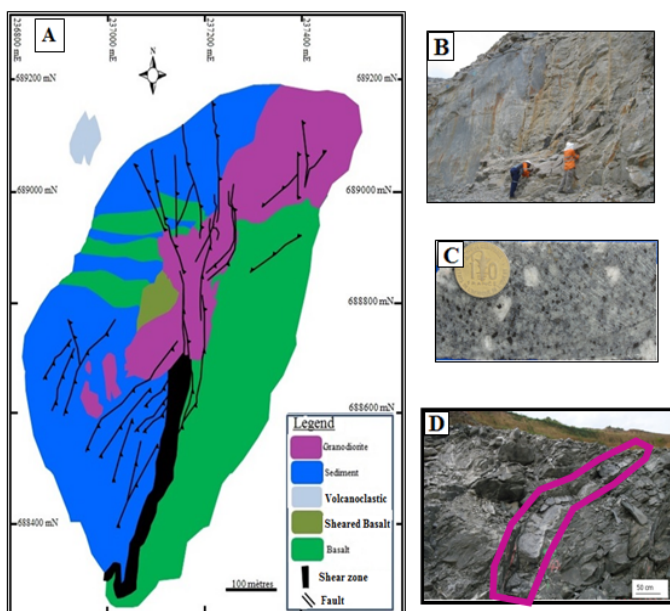 236800 mE
237000 mE
237200 mE
237400 mE
A
N
689200 mN
689200 mN
689000 mN
689000 mN
688800 mN
688600 mN
688400 mN
Legend
Granodiorite
Sediment
Volcanoclastic
Sheared Basalt
Basalt
Shear zone
Fault
100 mètres
B
C
D
50 cm